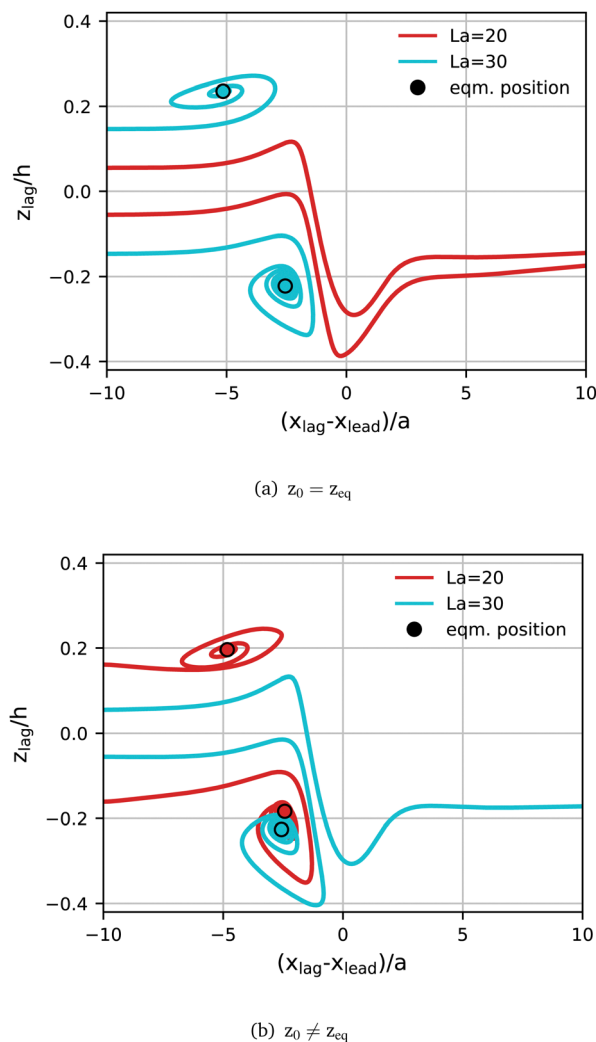 0.4
0.2
0.0
−0.2
−0.4
z_lag/h
La=20
La=30
eqm. position
−10
−5
0
5
10
(x_lag-x_lead)/a
(a) z_0 = z_eq
0.4
0.2
0.0
−0.2
−0.4
z_lag/h
La=20
La=30
eqm. position
−10
−5
0
5
10
(x_lag-x_lead)/a
(b) z_0 ≠ z_eq